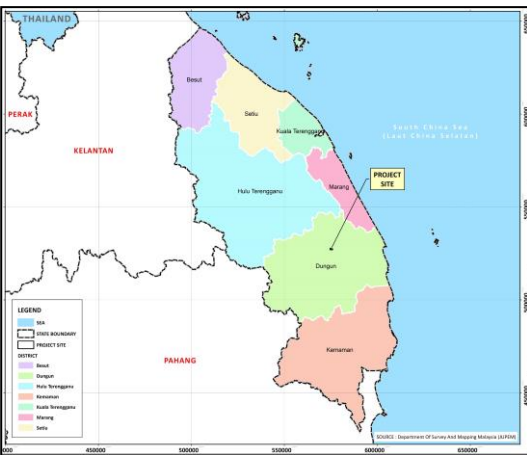 THAILAND
PERAK
KELANTAN
PAHANG
Besut
Setiu
Kuala Terengganu
Hulu Terengganu
Marang
Dungun
Kemaman
South China Sea
(Laut China Selatan)
PROJECT
SITE
LEGEND
SEA
STATE BOUNDARY
PROJECT SITE
DISTRICT
Besut
Dungun
Hulu Terengganu
Kemaman
Kuala Terengganu
Marang
Setiu
SOURCE : Department Of Survey And Mapping Malaysia (JUPEM)
450000
500000
550000
600000
650000